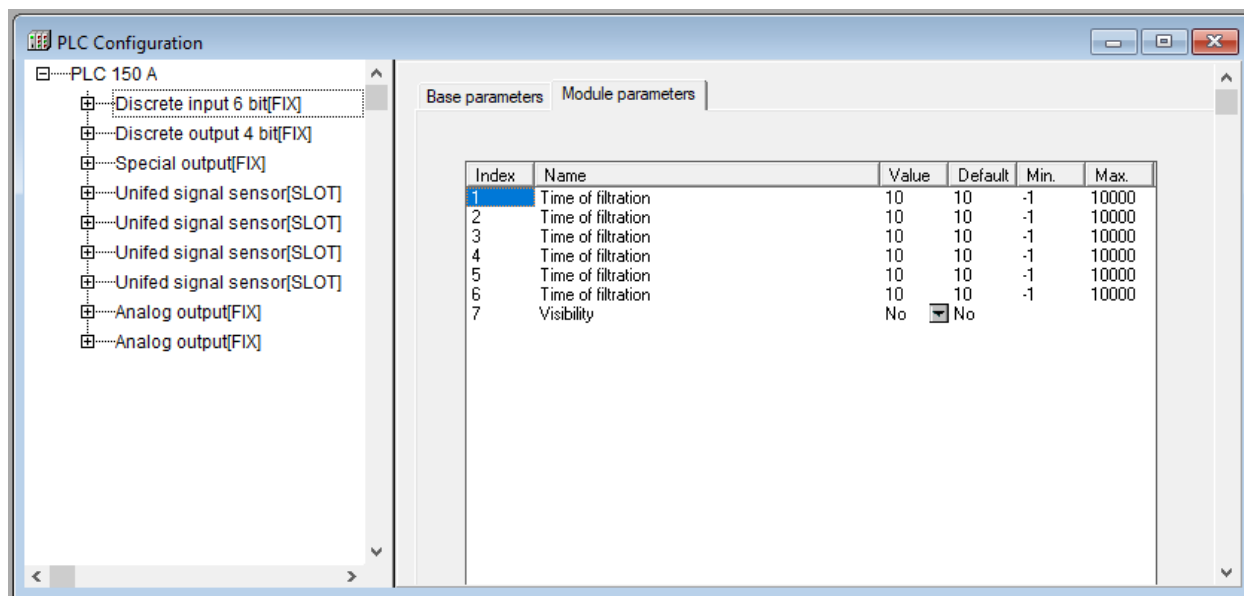 PLC Configuration
PLC 150 A
Discrete input 6 bit[FIX]
Discrete output 4 bit[FIX]
Special output[FIX]
Unifed signal sensor[SLOT]
Unifed signal sensor[SLOT]
Unifed signal sensor[SLOT]
Unifed signal sensor[SLOT]
Analog output[FIX]
Analog output[FIX]
Base parameters Module parameters
Index Name Value Default Min. Max.
1 Time of filtration 10 10 -1 10000
2 Time of filtration 10 10 -1 10000
3 Time of filtration 10 10 -1 10000
4 Time of filtration 10 10 -1 10000
5 Time of filtration 10 10 -1 10000
6 Time of filtration 10 10 -1 10000
7 Visibility No No